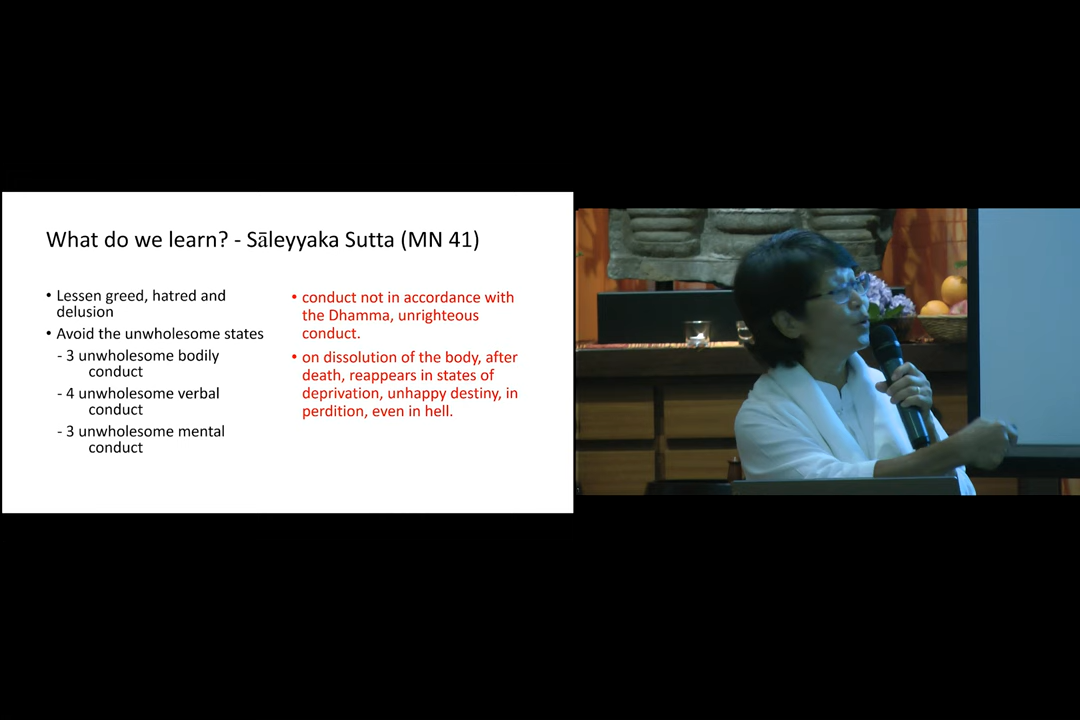 What do we learn? - Sāleyyaka Sutta (MN 41)
• Lessen greed, hatred and
delusion
• Avoid the unwholesome states
- 3 unwholesome bodily
conduct
- 4 unwholesome verbal
conduct
- 3 unwholesome mental
conduct
• conduct not in accordance with
the Dhamma, unrighteous
conduct.
• on dissolution of the body, after
death, reappears in states of
deprivation, unhappy destiny, in
perdition, even in hell.